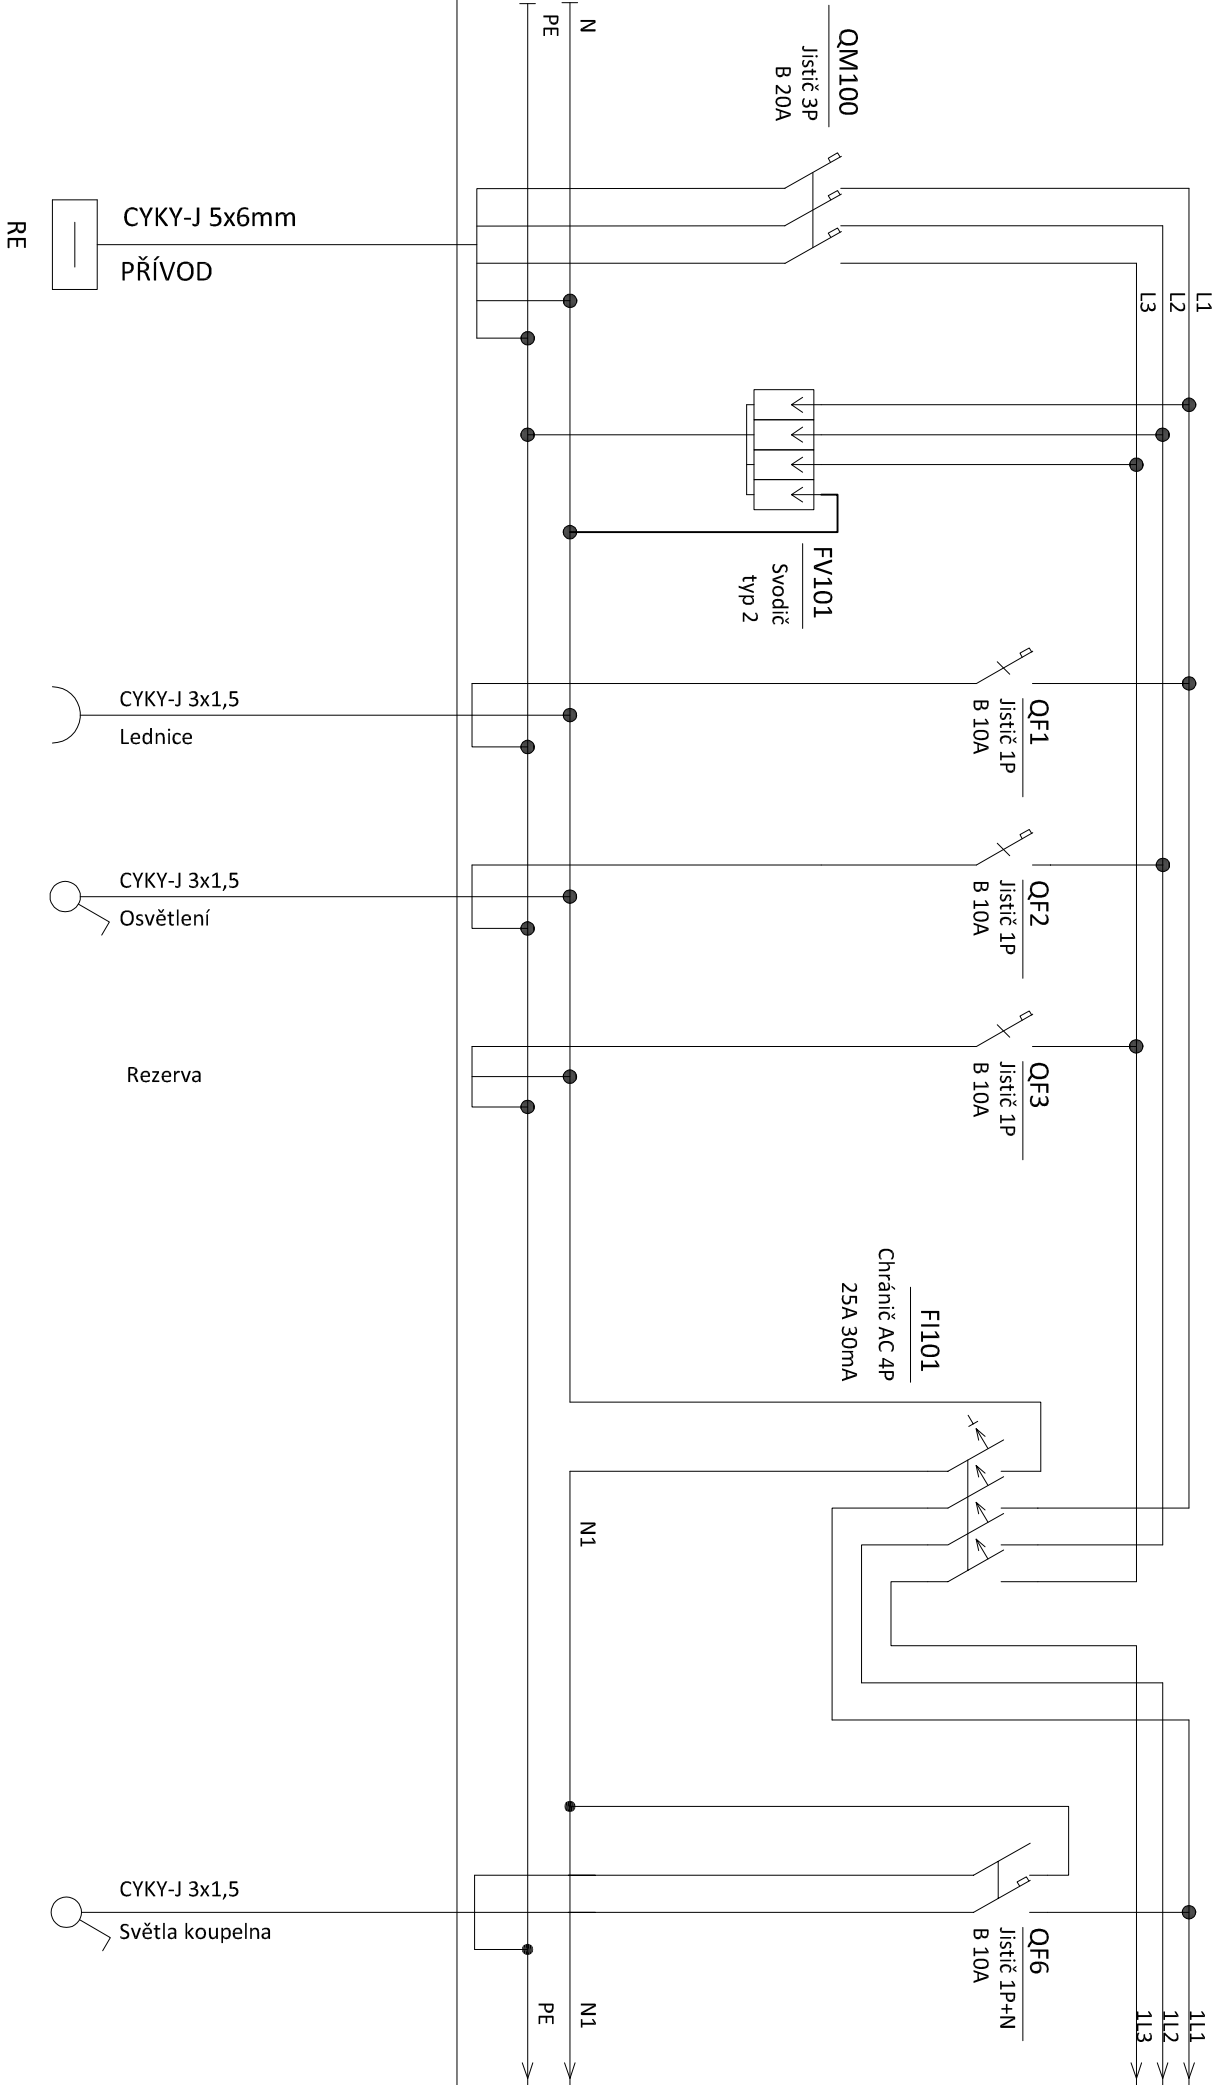 N
PE
QM100
Jistič 3P
B 20A
CYKY-J 5x6mm
PŘÍVOD
RE
L1
L2
L3
FV101
Svodič
typ 2
QF1
Jistič 1P
B 10A
CYKY-J 3x1,5
Lednice
QF2
Jistič 1P
B 10A
CYKY-J 3x1,5
Osvětlení
QF3
Jistič 1P
B 10A
Rezerva
FI101
Chránič AC 4P
25A 30mA
N1
QF6
Jistič 1P+N
B 10A
CYKY-J 3x1,5
Světla koupelna
1L1
1L2
1L3
N1
PE